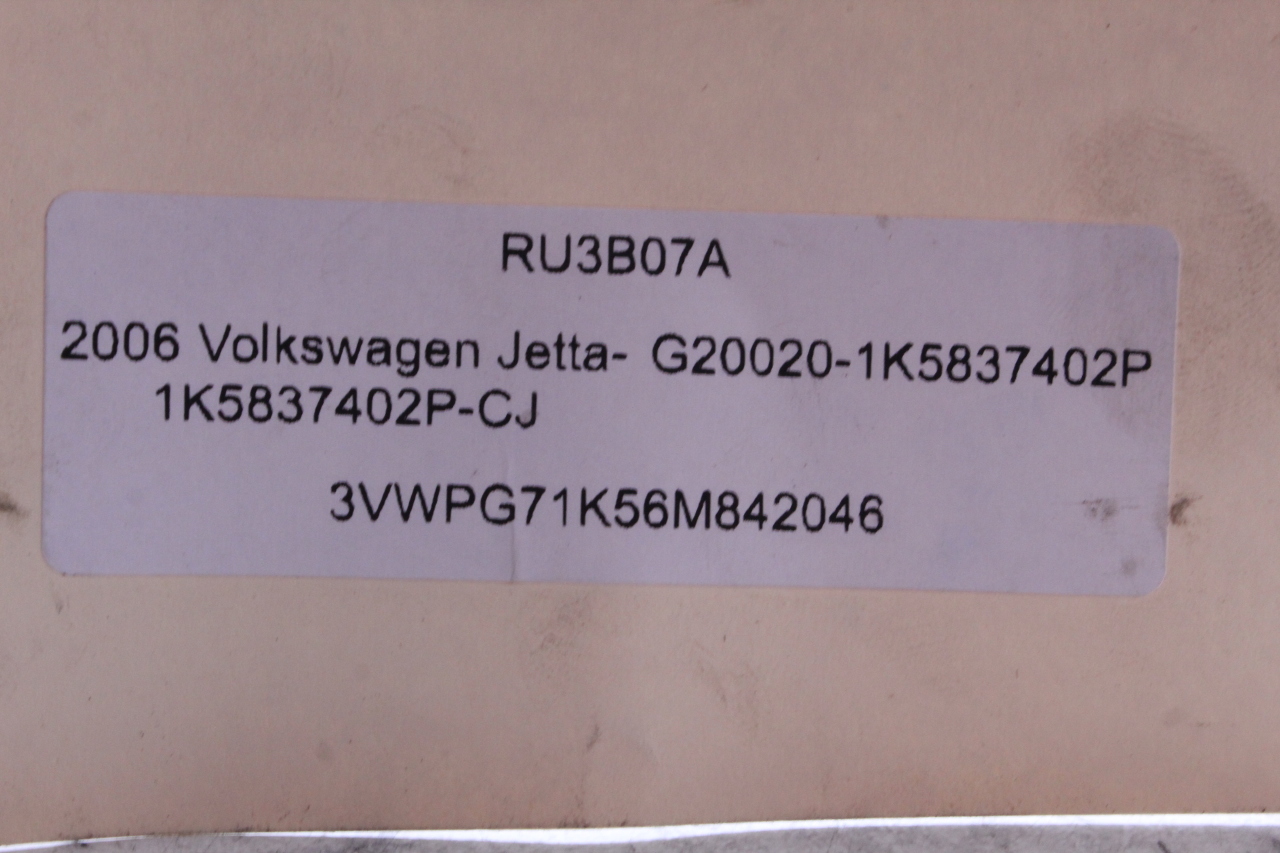 RU3B07A
2006 Volkswagen Jetta- G20020-1K5837402P
1K5837402P-CJ
3VWPG71K56M842046